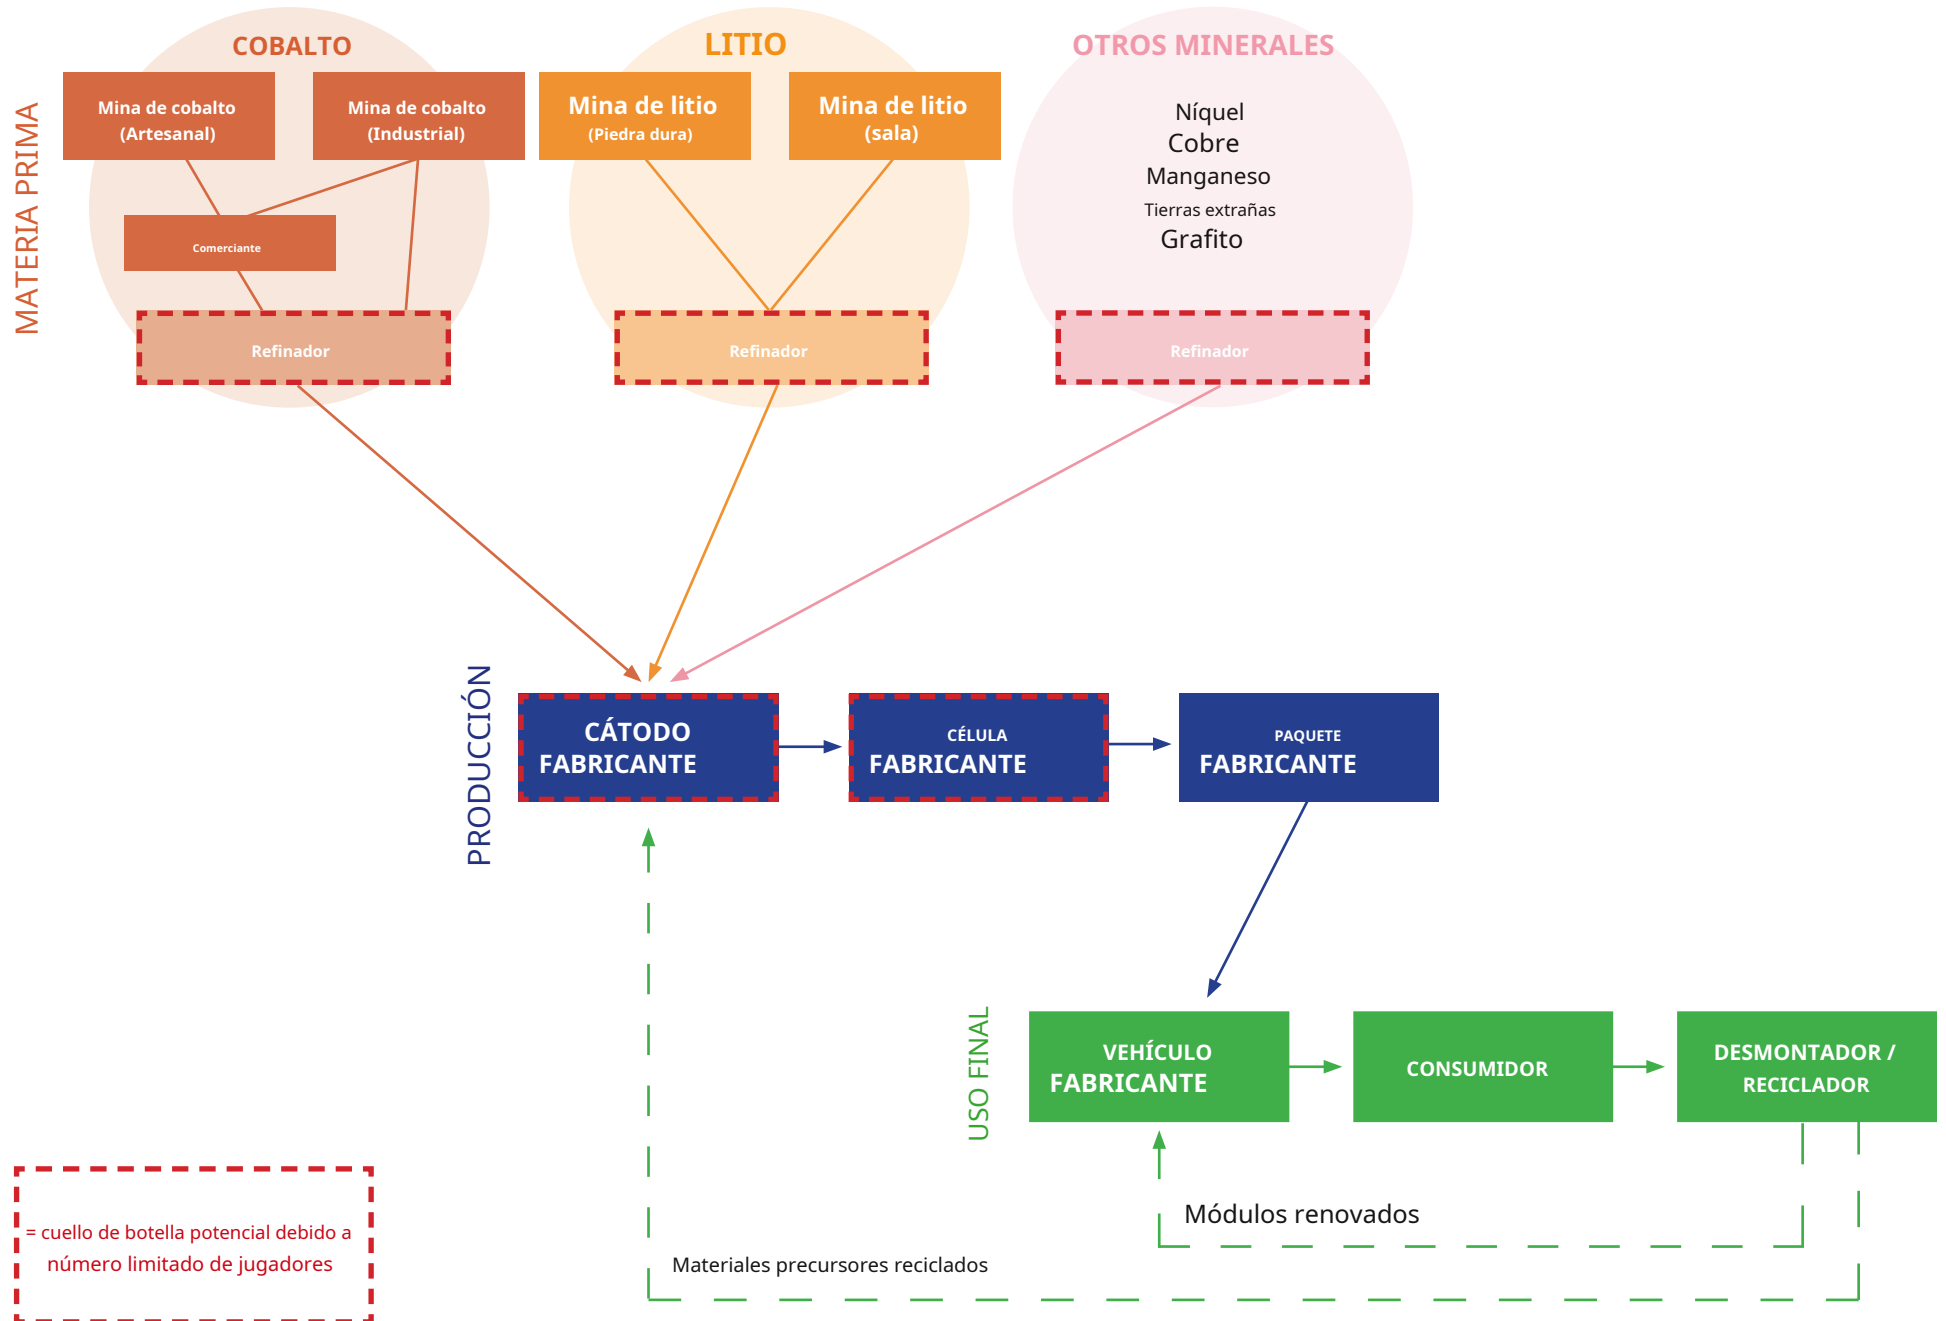 COBALTO
LITIO
OTROS MINERALES
MATERIA PRIMA
Mina de cobalto
(Artesanal)
Mina de cobalto
(Industrial)
Comerciante
Refinador
Mina de litio
(Piedra dura)
Mina de litio
(sala)
Refinador
Níquel
Cobre
Manganeso
Tierras extrañas
Grafito
Refinador
PRODUCCIÓN
CÁTODO
FABRICANTE
CÉLULA
FABRICANTE
PAQUETE
FABRICANTE
USO FINAL
VEHÍCULO
FABRICANTE
CONSUMIDOR
DESMONTADOR /
RECICLADOR
Módulos renovados
Materiales precursores reciclados
= cuello de botella potencial debido a
número limitado de jugadores